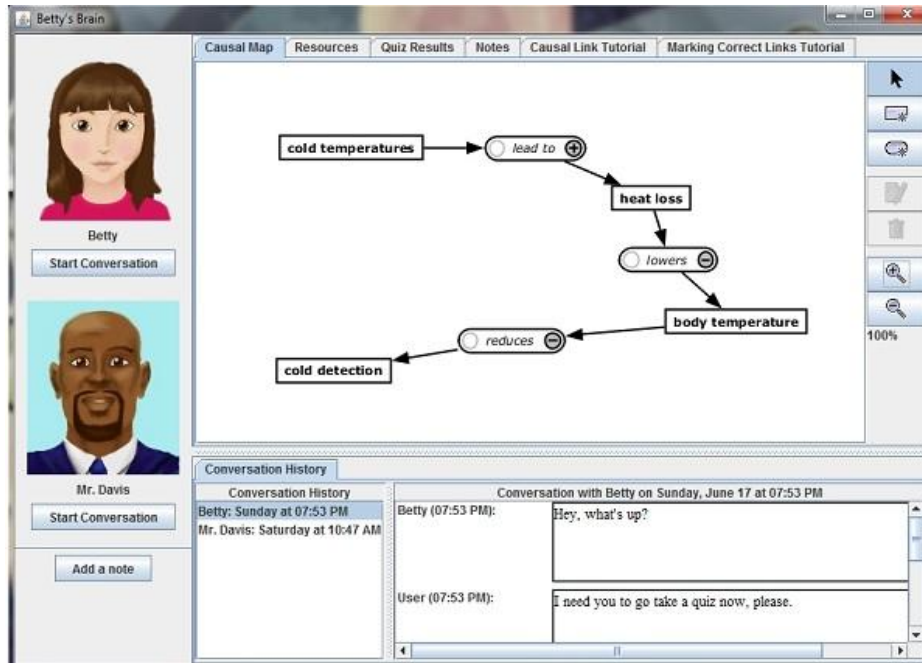 Betty's Brain
Causal Map Resources Quiz Results Notes Causal Link Tutorial Marking Correct Links Tutorial
cold temperatures
lead to
heat loss
lowers
body temperature
reduces
cold detection
100%
Betty
Start Conversation
Mr. Davis
Start Conversation
Add a note
Conversation History
Conversation History
Betty: Sunday at 07:53 PM
Mr. Davis: Saturday at 10:47 AM
Conversation with Betty on Sunday, June 17 at 07:53 PM
Betty (07:53 PM):
Hey, what's up?
User (07:53 PM):
I need you to go take a quiz now, please.